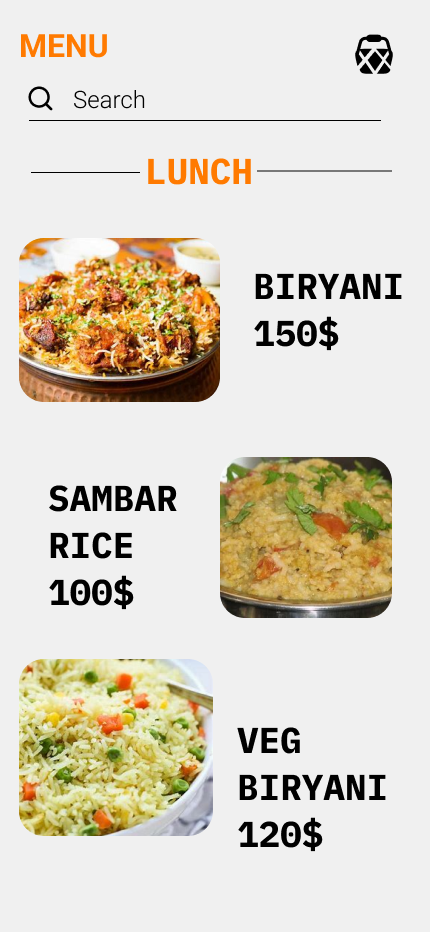 MENU
Search
LUNCH
BIRYANI
150$
SAMBAR
RICE
100$
VEG
BIRYANI
120$